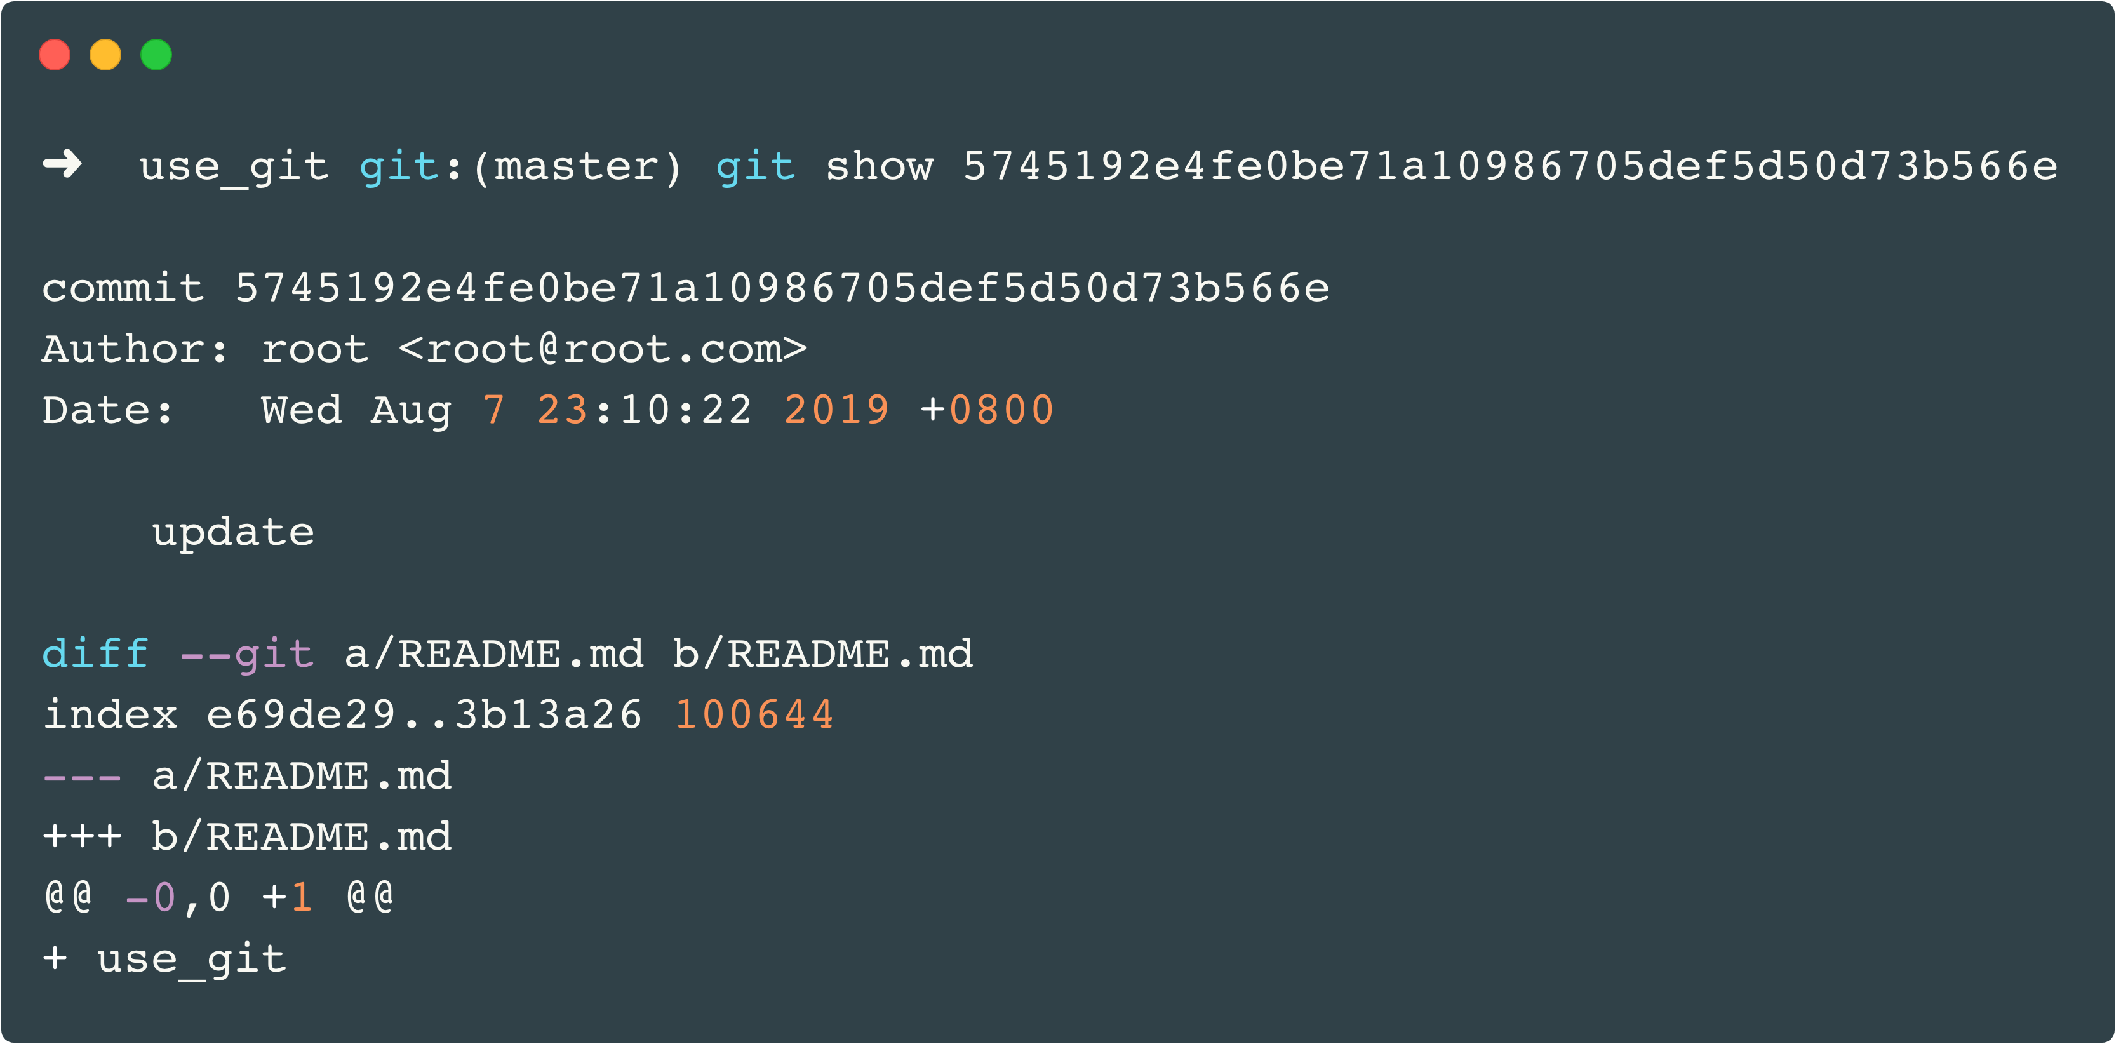 ➜  use_git git:(master) git show 5745192e4fe0be71a10986705def5d50d73b566e
commit 5745192e4fe0be71a10986705def5d50d73b566e
Author: root <root@root.com>
Date:   Wed Aug 7 23:10:22 2019 +0800
    update
diff --git a/README.md b/README.md
index e69de29..3b13a26 100644
--- a/README.md
+++ b/README.md
@@ -0,0 +1 @@
+ use_git